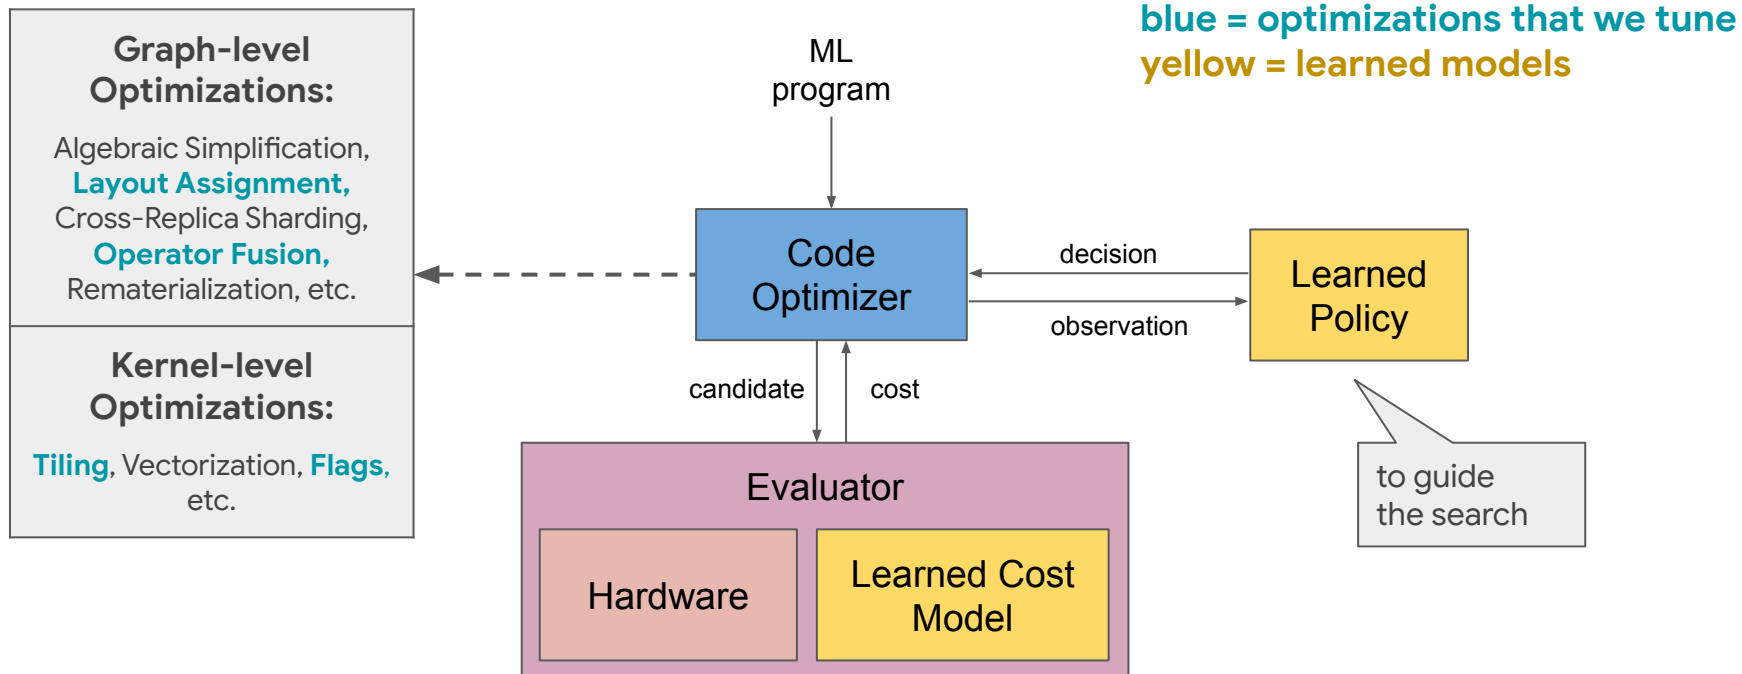 Graph-level
Optimizations:
Algebraic Simplification,
Layout Assignment,
Cross-Replica Sharding,
Operator Fusion,
Rematerialization, etc.
Kernel-level
Optimizations:
Tiling, Vectorization, Flags,
etc.
ML
program
blue = optimizations that we tune
yellow = learned models
Code
Optimizer
decision
observation
Learned
Policy
candidate
cost
to guide
the search
Evaluator
Hardware
Learned Cost
Model